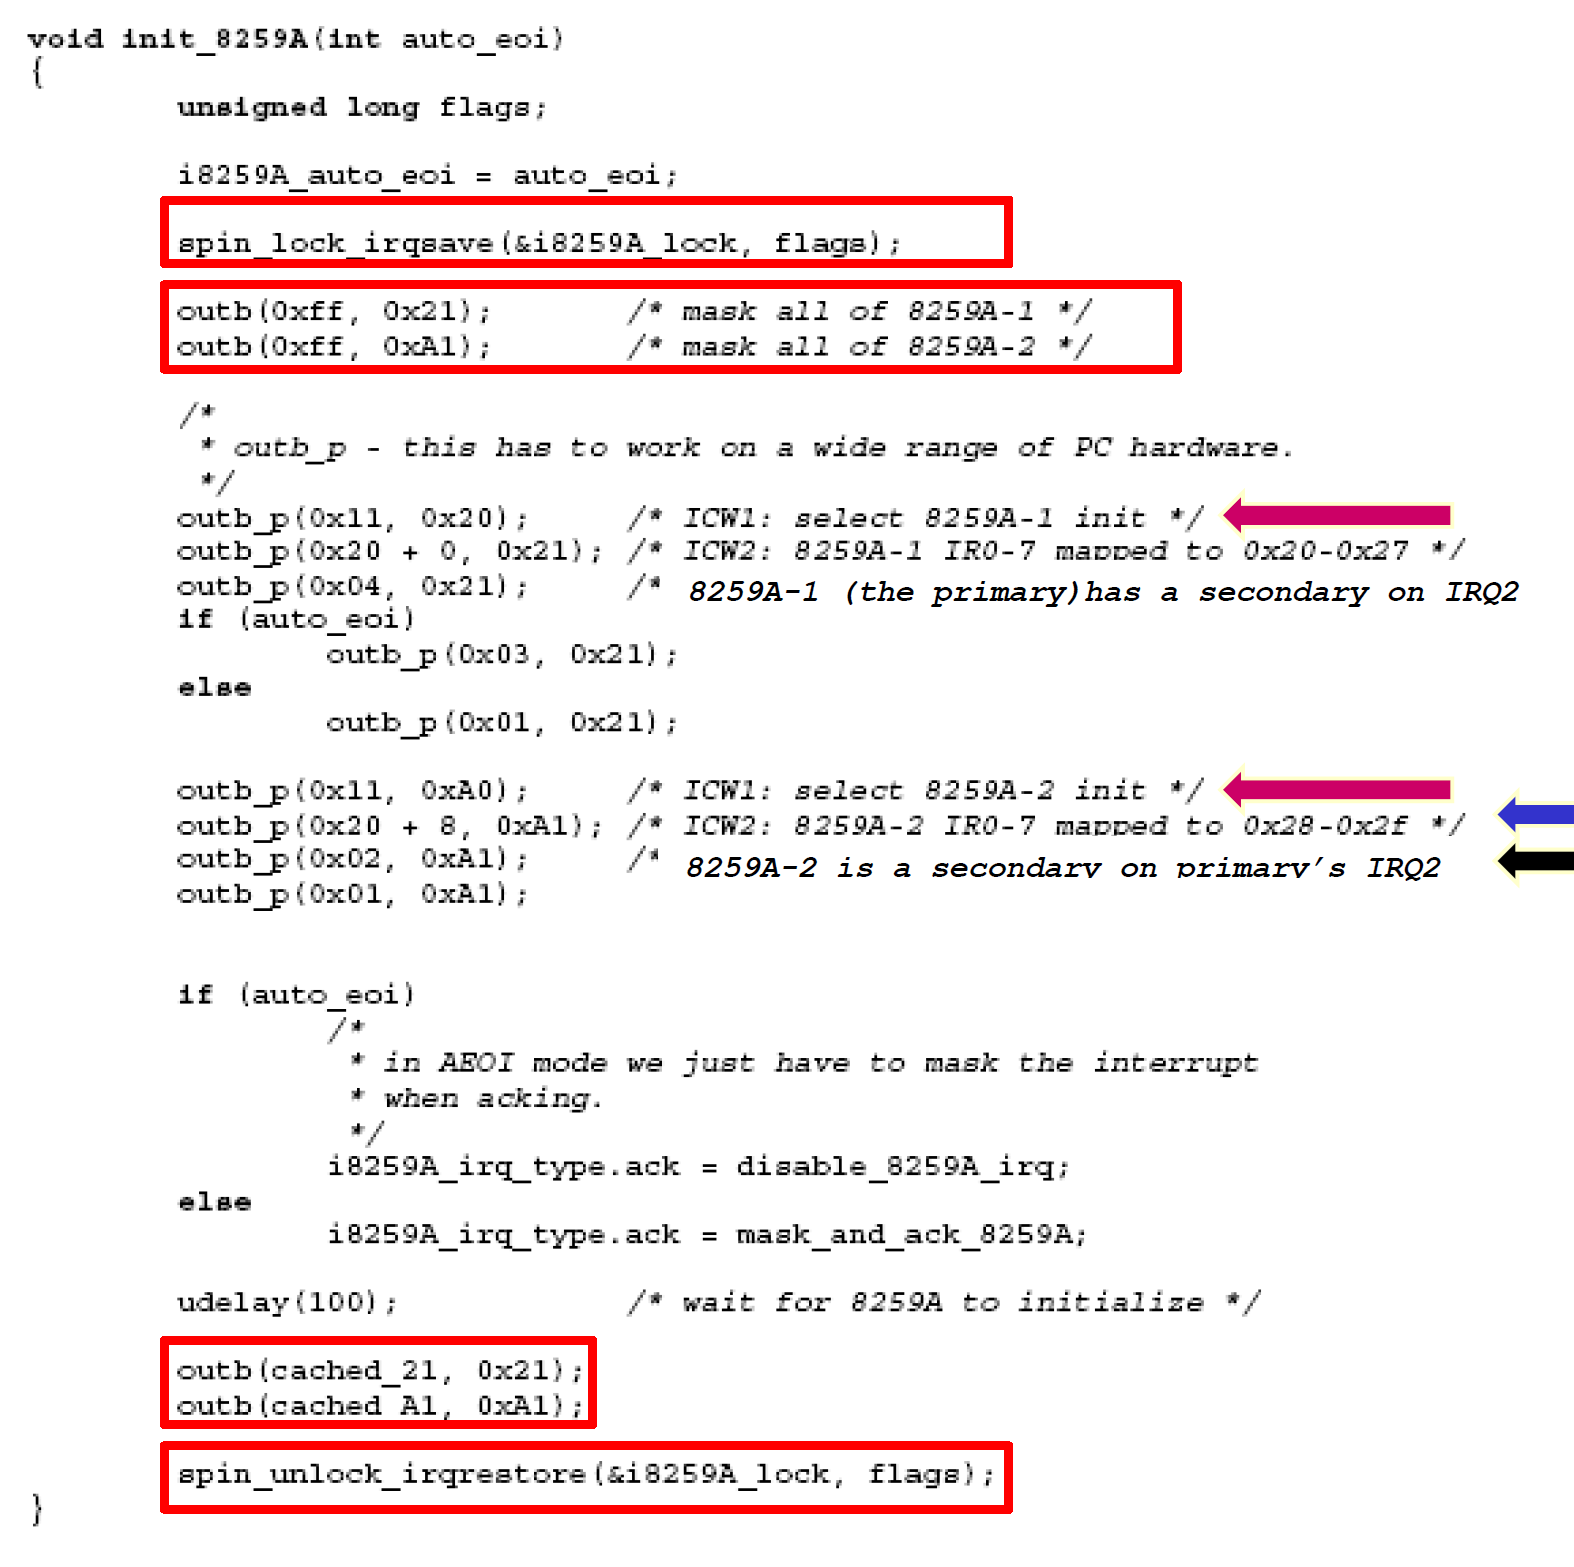 void init_8259A(int auto_eoi)
{
unsigned long flags;
i8259A_auto_eoi = auto_eoi;
spin_lock_irqsave(&i8259A_lock, flags);
outb(0xff, 0x21); /* mask all of 8259A-1 */
outb(0xff, 0xA1); /* mask all of 8259A-2 */
/*
* outb_p - this has to work on a wide range of PC hardware.
*/
outb_p(0x11, 0x20); /* ICW1: select 8259A-1 init */
outb_p(0x20 + 0, 0x21); /* ICW2: 8259A-1 IR0-7 mapped to 0x20-0x27 */
outb_p(0x04, 0x21); /* 8259A-1 (the primary)has a secondary on IRQ2
if (auto_eoi)
outb_p(0x03, 0x21);
else
outb_p(0x01, 0x21);
outb_p(0x11, 0xA0); /* ICW1: select 8259A-2 init */
outb_p(0x20 + 8, 0xA1); /* ICW2: 8259A-2 IR0-7 mapped to 0x28-0x2f */
outb_p(0x02, 0xA1); /* 8259A-2 is a secondary on primary's IRQ2
outb_p(0x01, 0xA1);
if (auto_eoi)
/*
* in AEOI mode we just have to mask the interrupt
* when acking.
*/
i8259A_irq_type.ack = disable_8259A_irq;
else
i8259A_irq_type.ack = mask_and_ack_8259A;
udelay(100); /* wait for 8259A to initialize */
outb(cached_21, 0x21);
outb(cached_A1, 0xA1);
spin_unlock_irqrestore(&i8259A_lock, flags);
}